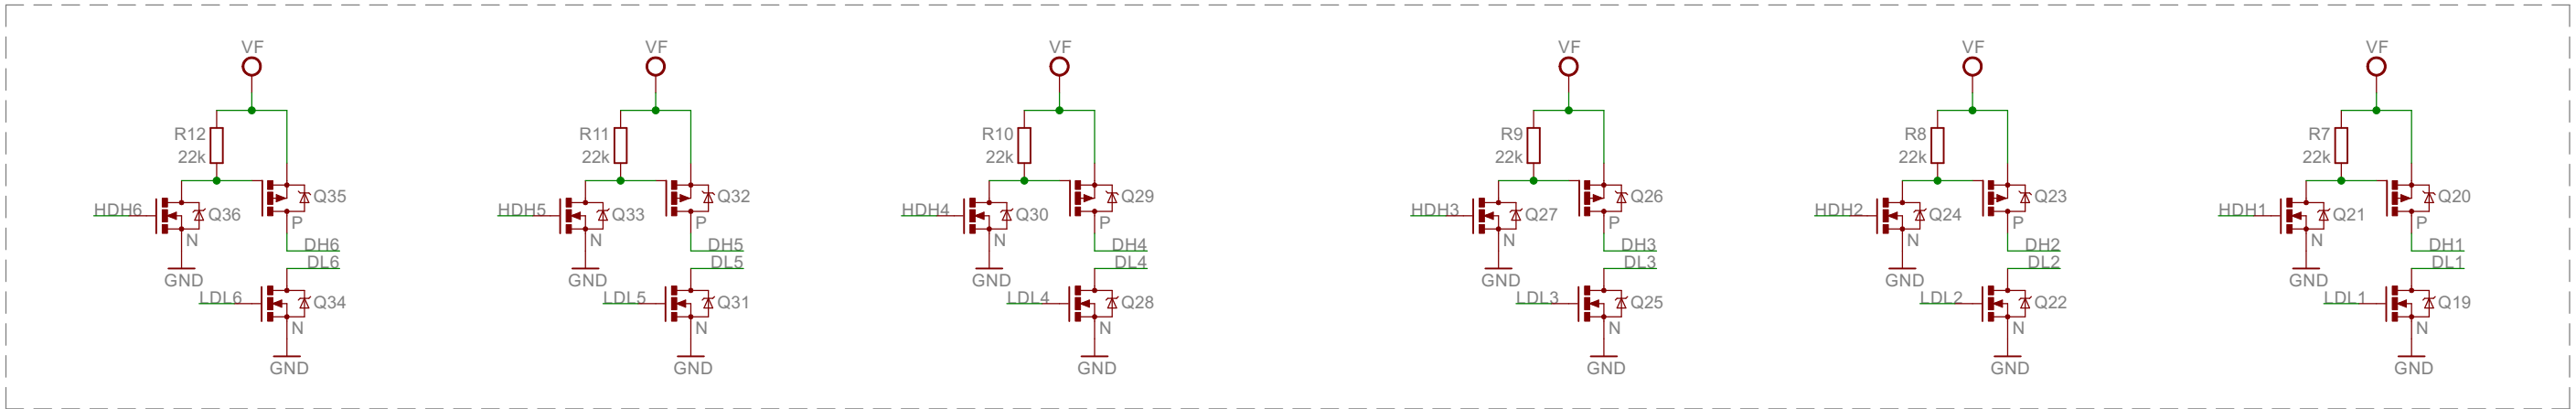 VF VF VF VF VF VF
R12 R11 R10 R9 R8 R7
22k 22k 22k 22k 22k 22k
Q35 Q32 Q29 Q26 Q23 Q20
HDH6 Q36 HDH5 Q33 HDH4 Q30 HDH3 Q27 HDH2 Q24 HDH1 Q21
P P P P P P
N N N N N N
DH6 DH5 DH4 DH3 DH2 DH1
DL6 DL5 DL4 DL3 DL2 DL1
GND GND GND GND GND GND
LDL6 Q34 LDL5 Q31 LDL4 Q28 LDL3 Q25 LDL2 Q22 LDL1 Q19
N N N N N N
GND GND GND GND GND GND